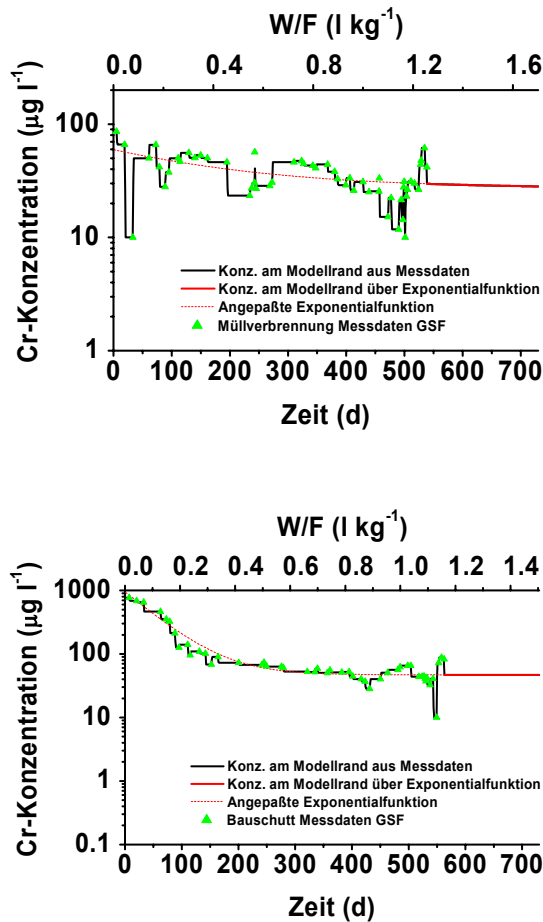 W/F (l kg-1)
0.0 0.4 0.8 1.2 1.6
Cr-Konzentration (µg l-1)
100
10
1
Konz. am Modellrand aus Messdaten
Konz. am Modellrand über Exponentialfunktion
Angepaßte Exponentialfunktion
Müllverbrennung Messdaten GSF
0 100 200 300 400 500 600 700
Zeit (d)
W/F (l kg-1)
0.0 0.2 0.4 0.6 0.8 1.0 1.2 1.4
Cr-Konzentration (µg l-1)
1000
100
10
1
0.1
Konz. am Modellrand aus Messdaten
Konz. am Modellrand über Exponentialfunktion
Angepaßte Exponentialfunktion
Bauschutt Messdaten GSF
0 100 200 300 400 500 600 700
Zeit (d)